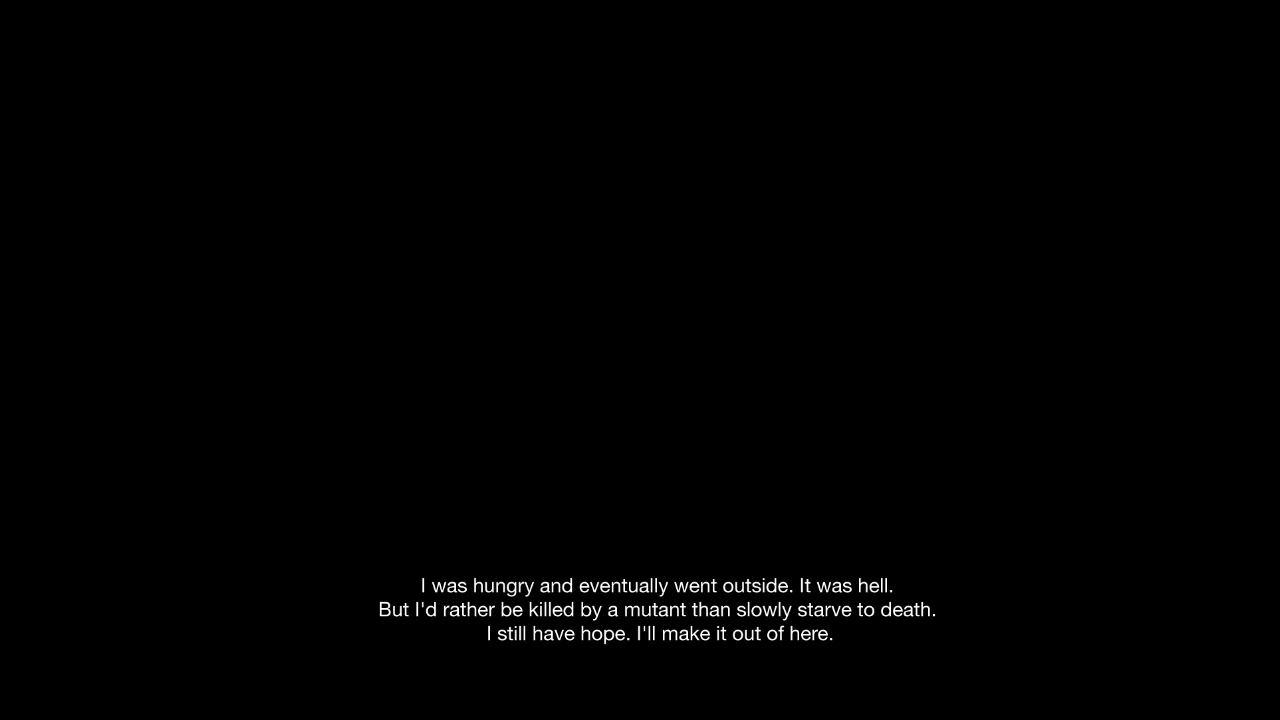 I was hungry and eventually went outside. It was hell.
But I'd rather be killed by a mutant than slowly starve to death.
I still have hope. I'll make it out of here.